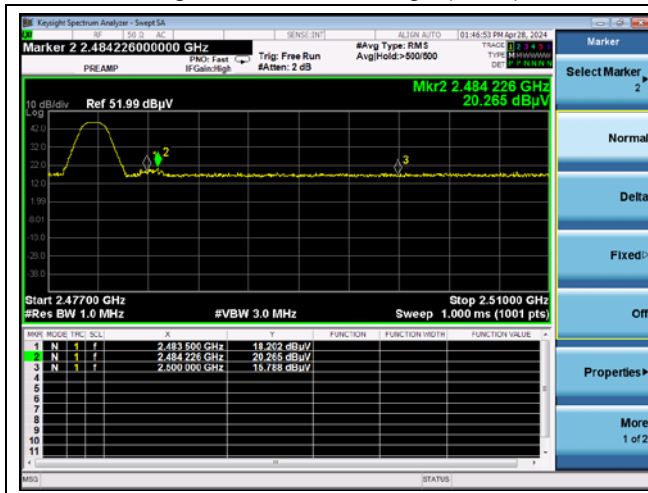 Keysight Spectrum Analyzer - Swept SA
RF 50 Ω AC SENSE:INT ALIGN AUTO 01:46:53 PM Apr 28, 2024
Marker 2 2.484226000000 GHz
PREAMP
PNO: Fast
IFGain:High
Trig: Free Run
#Atten: 2 dB
#Avg Type: RMS
Avg|Hold:>500/500
TRACE 1 2 3 4 5 6
TYPE MWWWWW
DET P P N N N N
Mkr2 2.484 226 GHz
20.265 dBµV
10 dB/div Ref 51.99 dBµV
Log
42.0
32.0
22.0
12.0
1.99
-8.01
-18.0
-28.0
-38.0
2
3
Start 2.47700 GHz Stop 2.51000 GHz
#Res BW 1.0 MHz #VBW 3.0 MHz Sweep 1.000 ms (1001 pts)
MKR MODE TRC SCL X Y FUNCTION FUNCTION WIDTH FUNCTION VALUE
1 N 1 f 2.483 500 GHz 18.202 dBµV
2 N 1 f 2.484 226 GHz 20.265 dBµV
3 N 1 f 2.500 000 GHz 15.788 dBµV
4
5
6
7
8
9
10
11
MSG STATUS
Marker
Select Marker
2
Normal
Delta
Fixed
Off
Properties
More
1 of 2